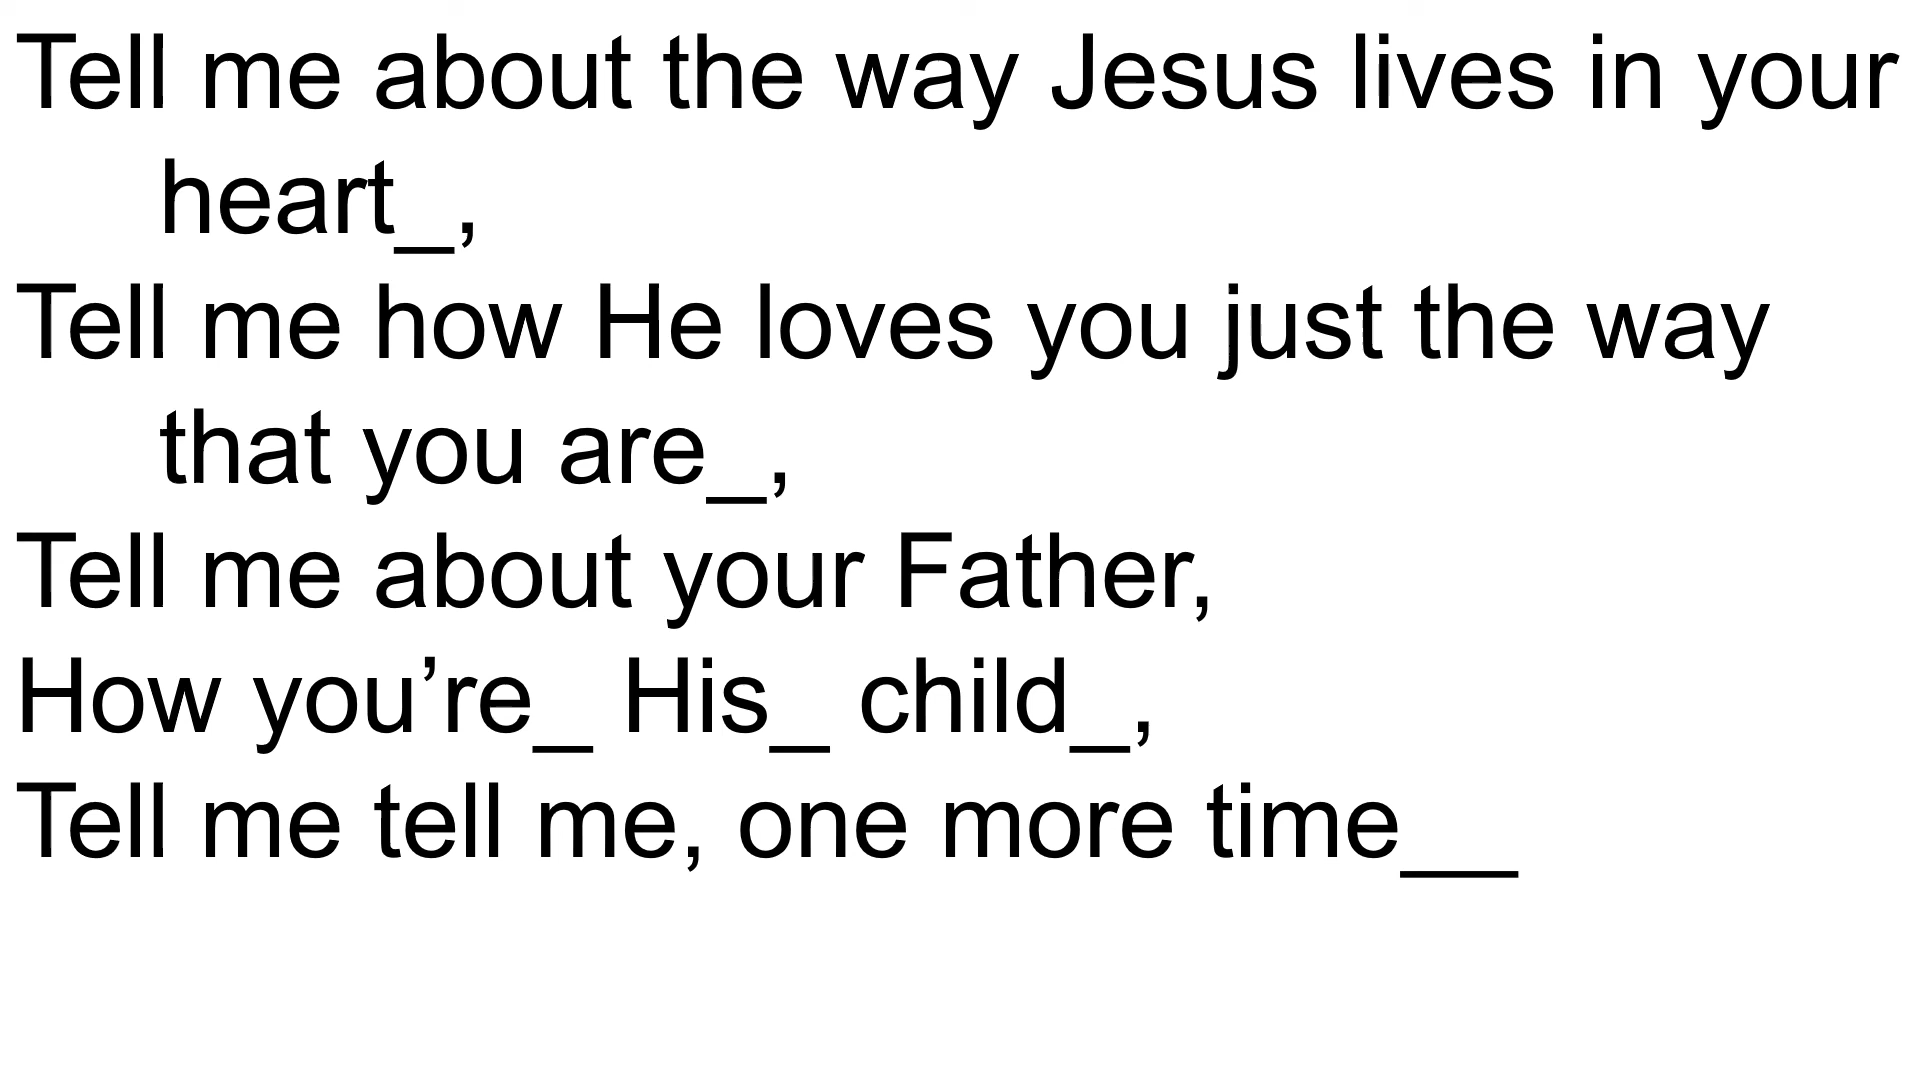 Tell me about the way Jesus lives in your
heart_,
Tell me how He loves you just the way
that you are_,
Tell me about your Father,
How you’re_ His_ child_,
Tell me tell me, one more time__